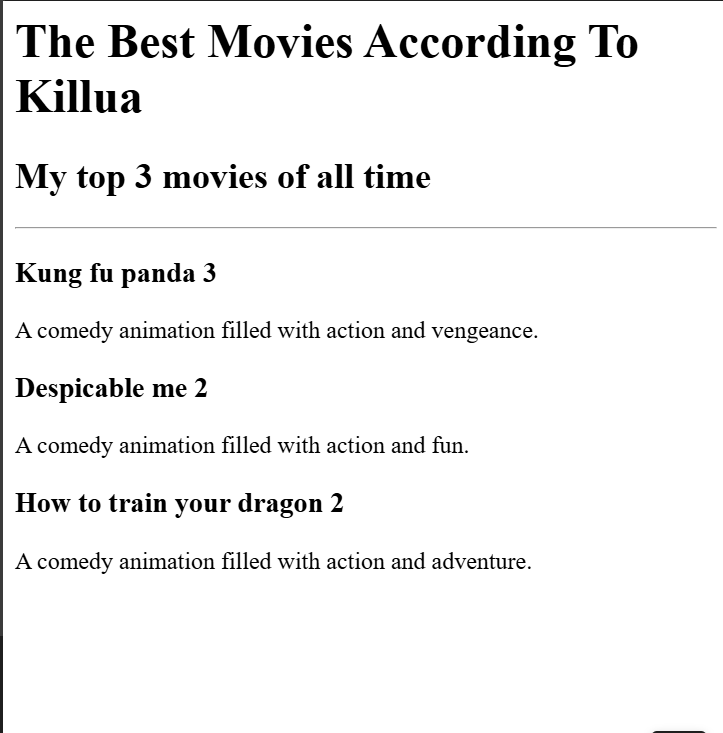 The Best Movies According To
Killua
My top 3 movies of all time
Kung fu panda 3
A comedy animation filled with action and vengeance.
Despicable me 2
A comedy animation filled with action and fun.
How to train your dragon 2
A comedy animation filled with action and adventure.